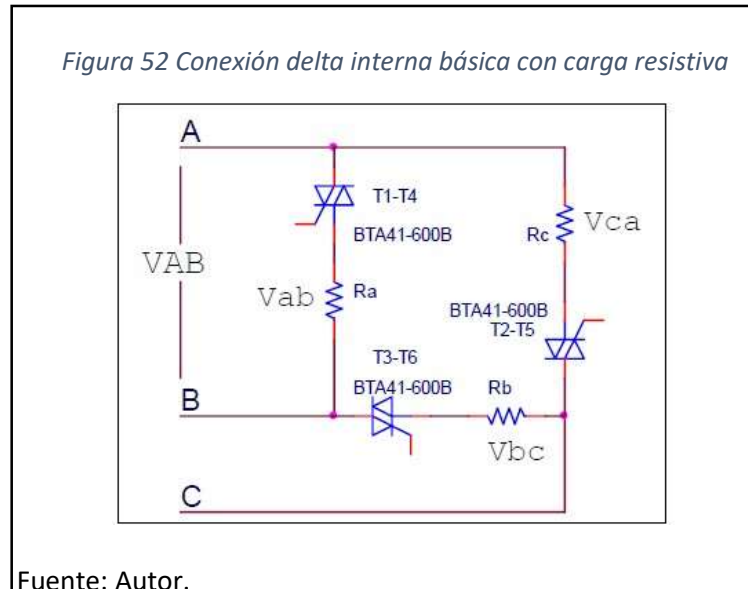 Figura 52 Conexión delta interna básica con carga resistiva
A
T1-T4
BTA41-600B
Rc
Vca
VAB
Vab
Ra
BTA41-600B
T2-T5
T3-T6
BTA41-600B
Rb
B
Vbc
C
Fuente: Autor.